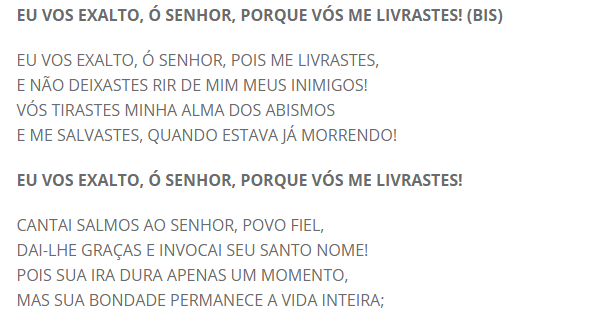 EU VOS EXALTO, Ó SENHOR, PORQUE VÓS ME LIVRASTES! (BIS)
EU VOS EXALTO, Ó SENHOR, POIS ME LIVRASTES,
E NÃO DEIXASTES RIR DE MIM MEUS INIMIGOS!
VÓS TIRASTES MINHA ALMA DOS ABISMOS
E ME SALVASTES, QUANDO ESTAVA JÁ MORRENDO!
EU VOS EXALTO, Ó SENHOR, PORQUE VÓS ME LIVRASTES!
CANTAI SALMOS AO SENHOR, POVO FIEL,
DAI-LHE GRAÇAS E INVOCAI SEU SANTO NOME!
POIS SUA IRA DURA APENAS UM MOMENTO,
MAS SUA BONDADE PERMANECE A VIDA INTEIRA;